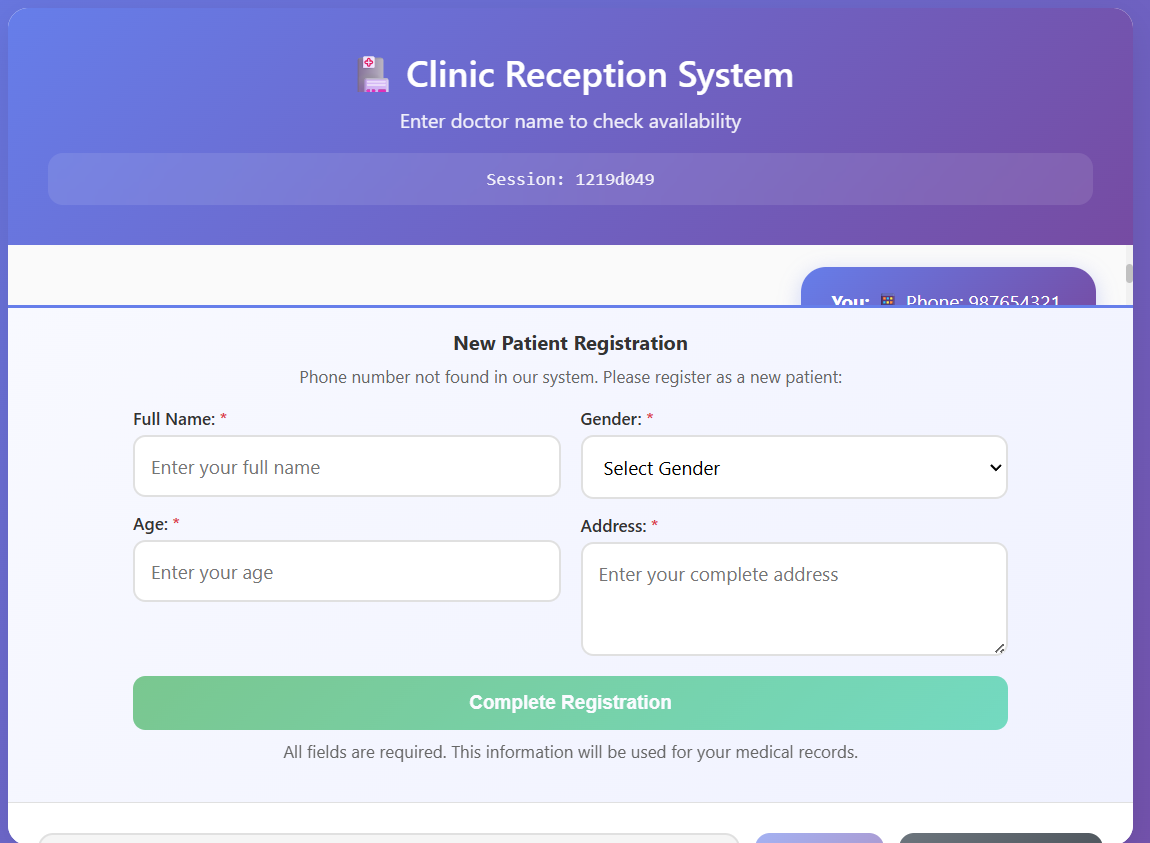 Clinic Reception System
Enter doctor name to check availability
Session: 1219d049
You: Phone: 987654321
New Patient Registration
Phone number not found in our system. Please register as a new patient:
Full Name: *
Gender: *
Enter your full name
Select Gender
Age: *
Address: *
Enter your age
Enter your complete address
Complete Registration
All fields are required. This information will be used for your medical records.